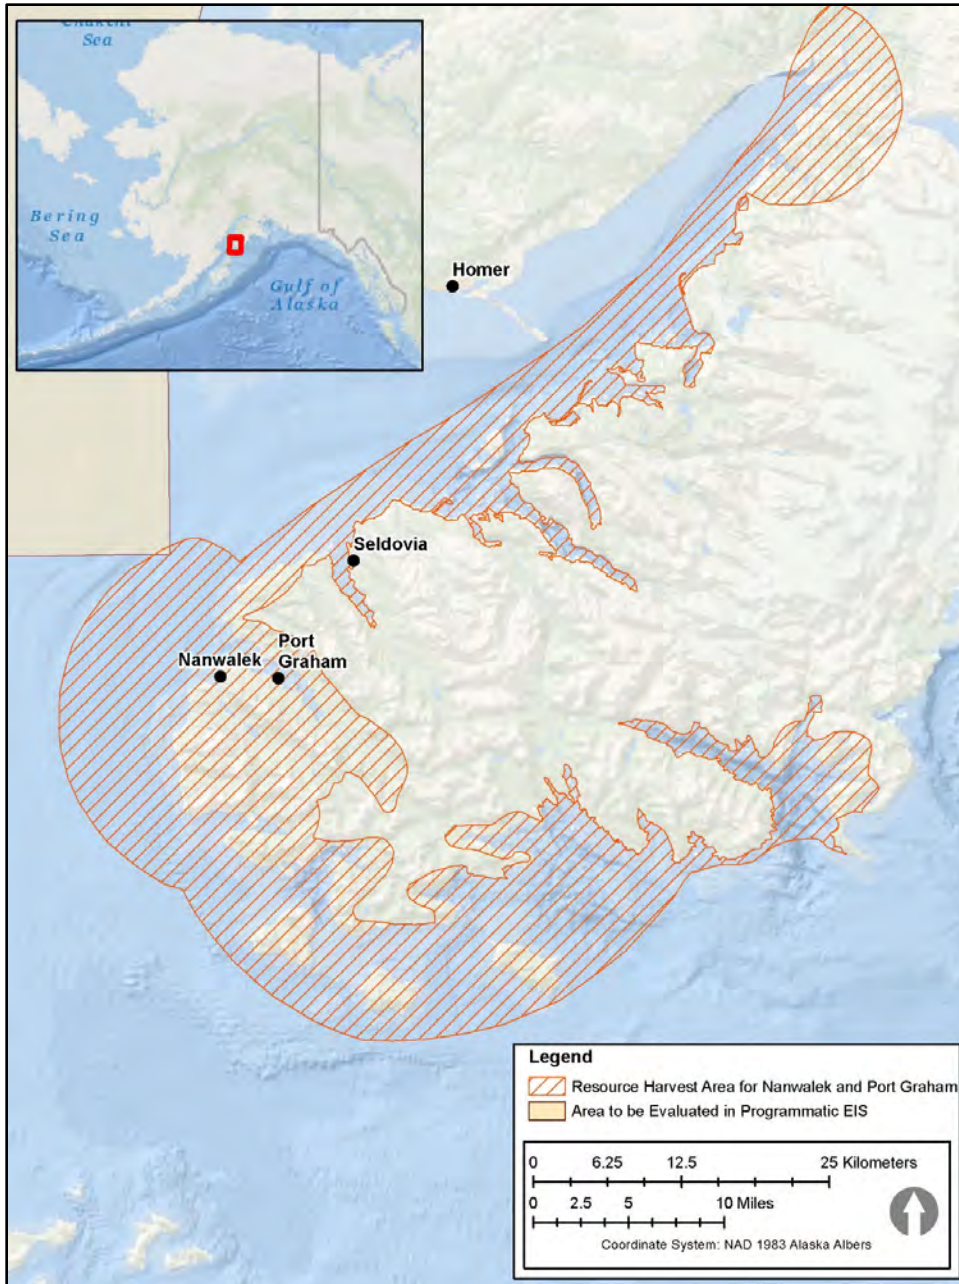 Chukchi
Sea
Bering
Sea
Gulf of
Alaska
Homer
Seldovia
Port
Nanwalek Graham
Legend
Resource Harvest Area for Nanwalek and Port Graham
Area to be Evaluated in Programmatic EIS
0 6.25 12.5 25 Kilometers
0 2.5 5 10 Miles
Coordinate System: NAD 1983 Alaska Albers